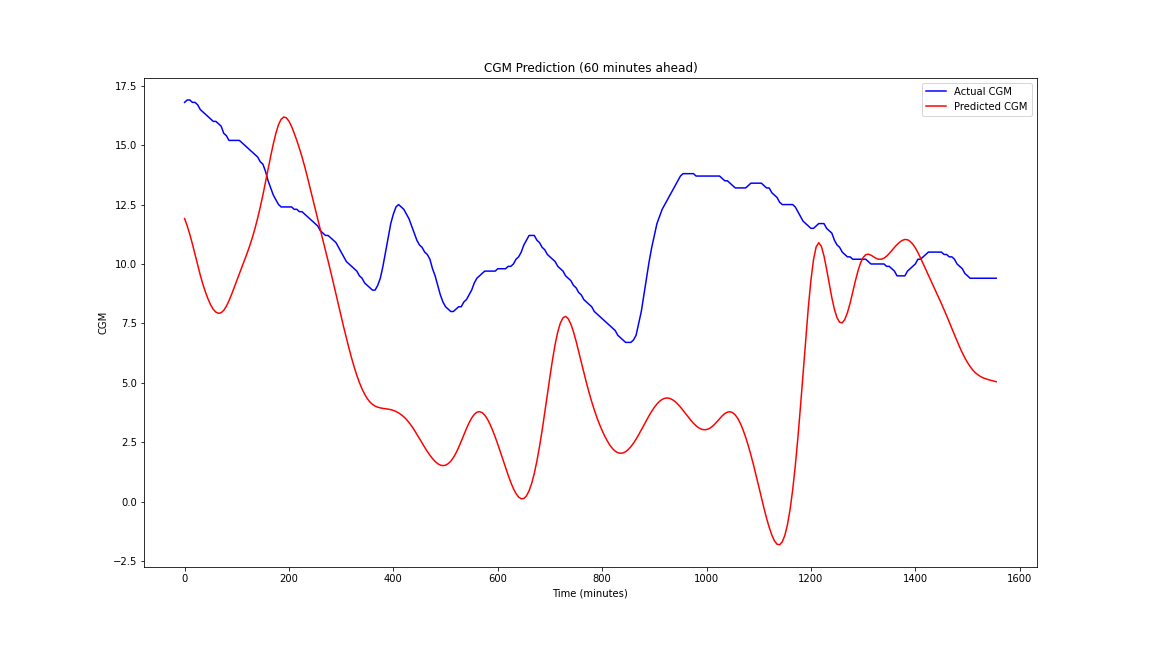 CGM Prediction (60 minutes ahead)
Actual CGM
Predicted CGM
17.5
15.0
12.5
10.0
7.5
5.0
2.5
0.0
−2.5
CGM
0 200 400 600 800 1000 1200 1400 1600
Time (minutes)